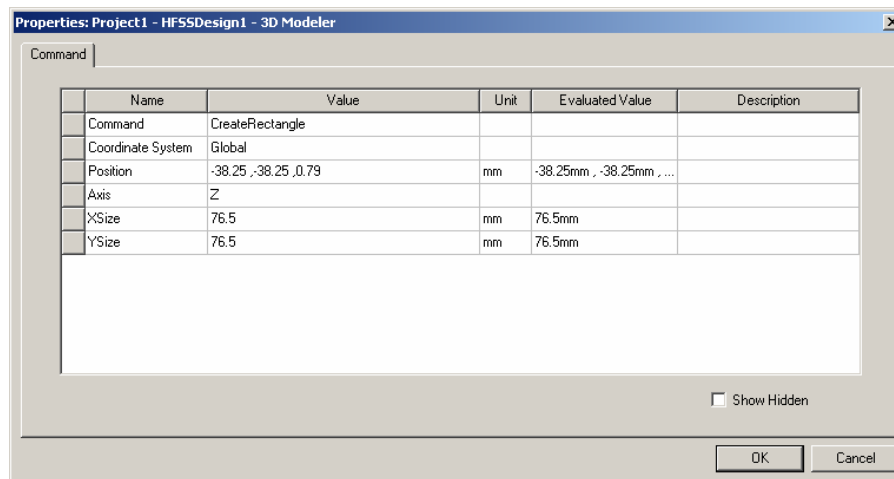 Properties: Project1 - HFSSDesign1 - 3D Modeler
Command
Name Value Unit Evaluated Value Description
Command CreateRectangle
Coordinate System Global
Position -38.25 ,-38.25 ,0.79 mm -38.25mm , -38.25mm , ...
Axis Z
XSize 76.5 mm 76.5mm
YSize 76.5 mm 76.5mm
Show Hidden
OK Cancel